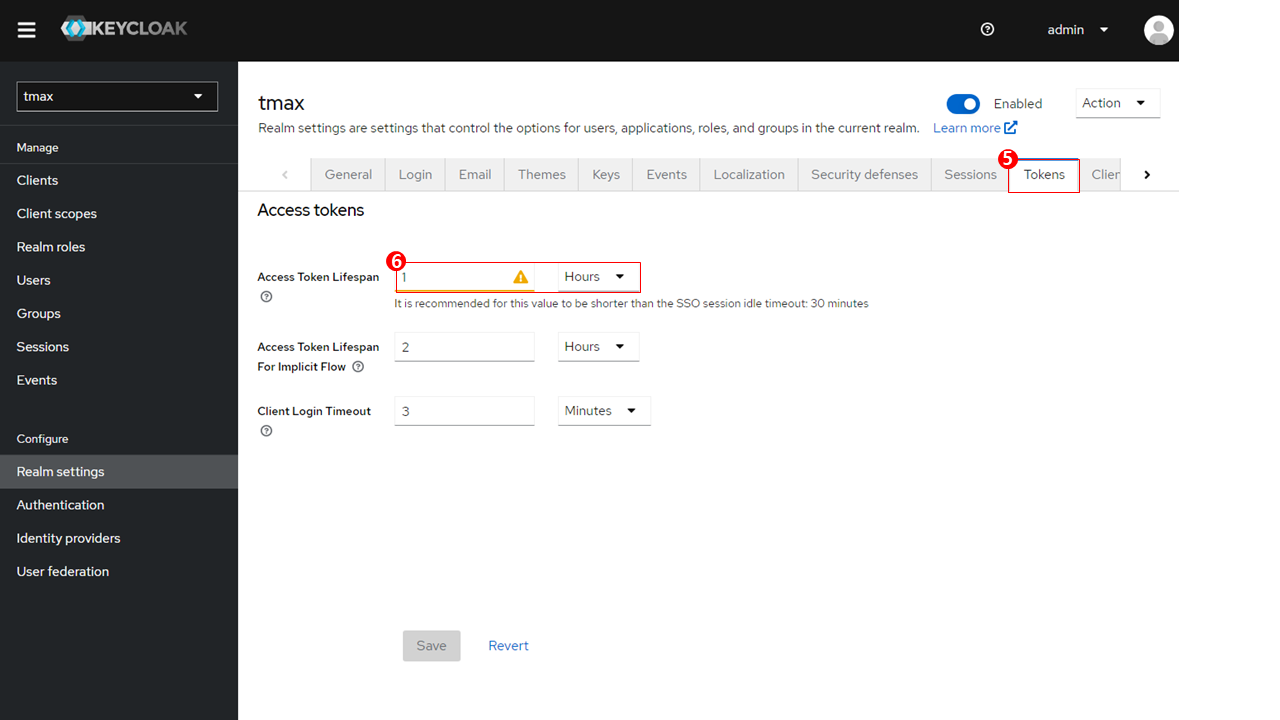 KEYCLOAK
admin
tmax
Manage
Clients
Client scopes
Realm roles
Users
Groups
Sessions
Events
Configure
Realm settings
Authentication
Identity providers
User federation
tmax
Enabled
Action
Realm settings are settings that control the options for users, applications, roles, and groups in the current realm. Learn more
General Login Email Themes Keys Events Localization Security defenses Sessions 5 Tokens Clien
Access tokens
6
Access Token Lifespan 1 Hours
It is recommended for this value to be shorter than the SSO session idle timeout: 30 minutes
Access Token Lifespan 2 Hours
For Implicit Flow
Client Login Timeout 3 Minutes
Save Revert